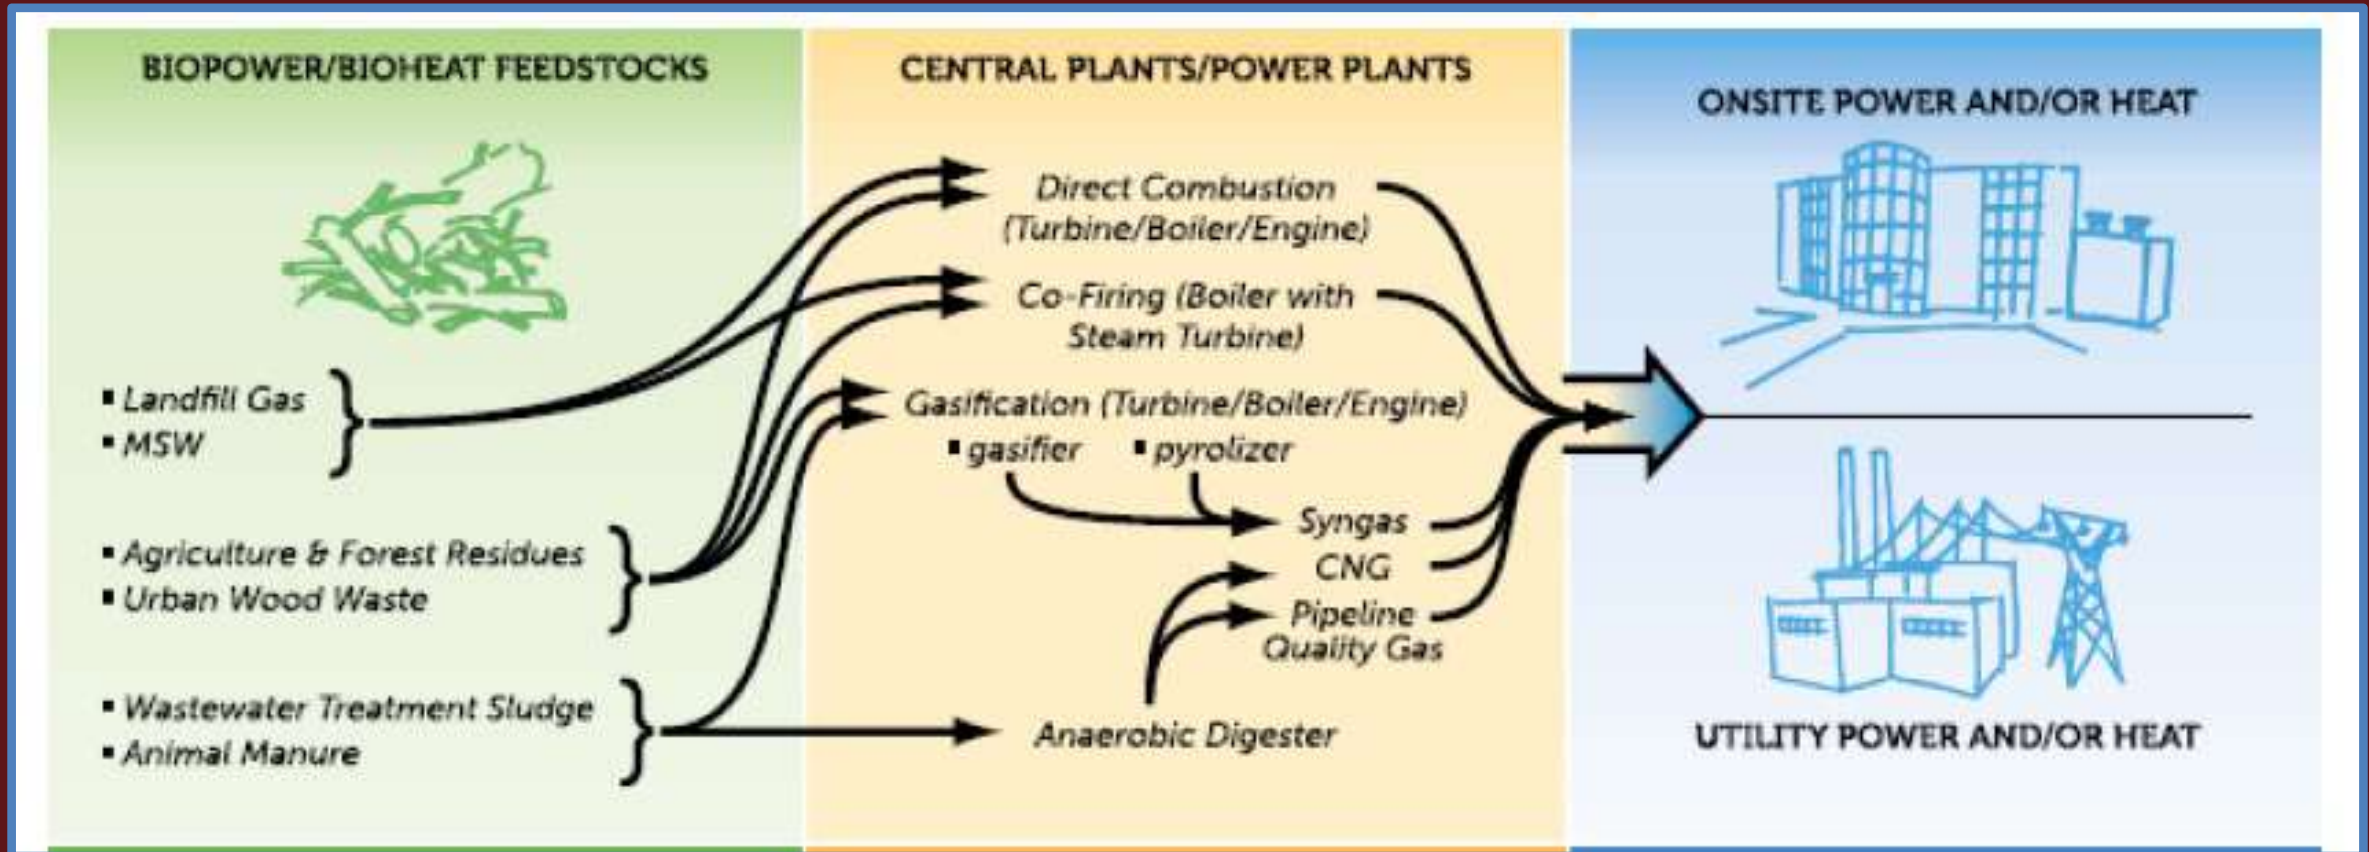 BIOPOWER/BIOHEAT FEEDSTOCKS
▪ Landfill Gas
▪ MSW
▪ Agriculture & Forest Residues
▪ Urban Wood Waste
▪ Wastewater Treatment Sludge
▪ Animal Manure
CENTRAL PLANTS/POWER PLANTS
Direct Combustion
(Turbine/Boiler/Engine)
Co-Firing (Boiler with
Steam Turbine)
Gasification (Turbine/Boiler/Engine)
▪ gasifier ▪ pyrolizer
Syngas
CNG
Pipeline
Quality Gas
Anaerobic Digester
ONSITE POWER AND/OR HEAT
UTILITY POWER AND/OR HEAT